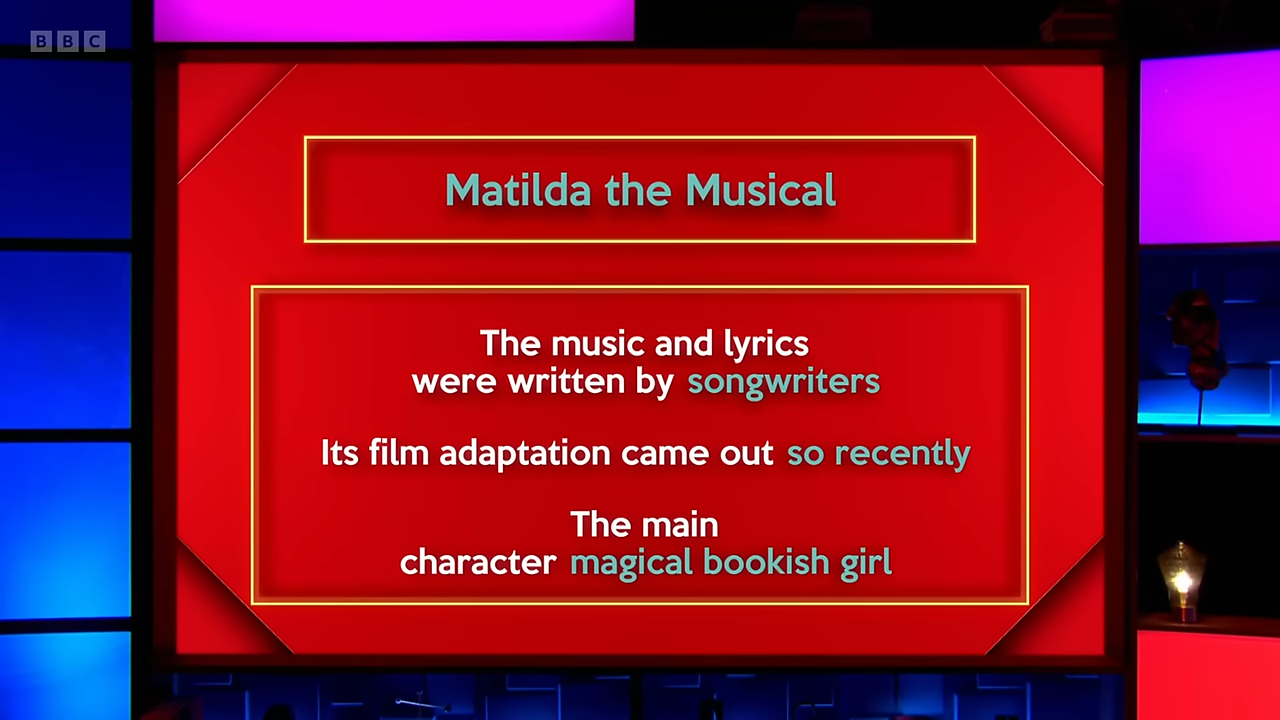 BBC
Matilda the Musical
The music and lyrics
were written by songwriters
Its film adaptation came out so recently
The main
character magical bookish girl